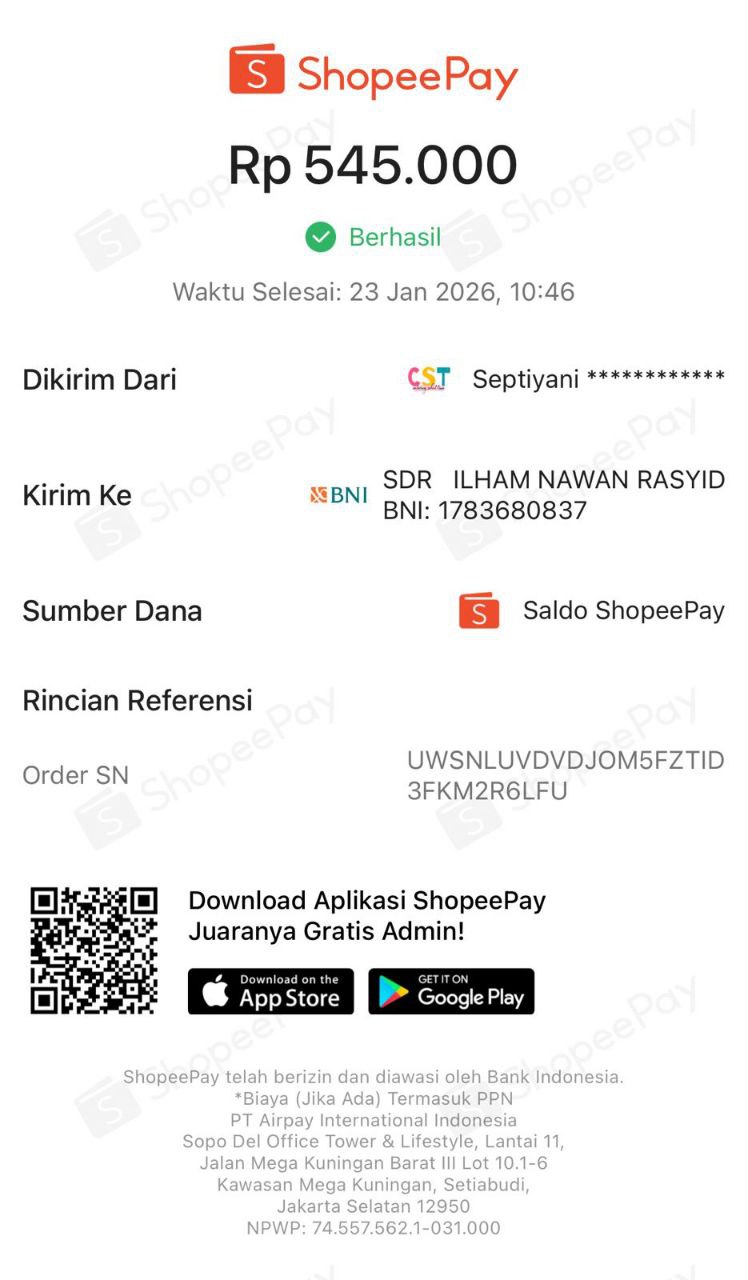 ShopeePay
Rp 545.000
Berhasil
Waktu Selesai: 23 Jan 2026, 10:46
Dikirim Dari
CST Septiyani ************
Kirim Ke
BNI
SDR ILHAM NAWAN RASYID
BNI: 1783680837
Sumber Dana
S Saldo ShopeePay
Rincian Referensi
Order SN
UWSNLUVDVDJOM5FZTID
3FKM2R6LFU
Download Aplikasi ShopeePay
Juaranya Gratis Admin!
Download on the
App Store
GET IT ON
Google Play
ShopeePay telah berizin dan diawasi oleh Bank Indonesia.
*Biaya (Jika Ada) Termasuk PPN
PT Airpay International Indonesia
Sopo Del Office Tower & Lifestyle, Lantai 11,
Jalan Mega Kuningan Barat III Lot 10.1-6
Kawasan Mega Kuningan, Setiabudi,
Jakarta Selatan 12950
NPWP: 74.557.562.1-031.000